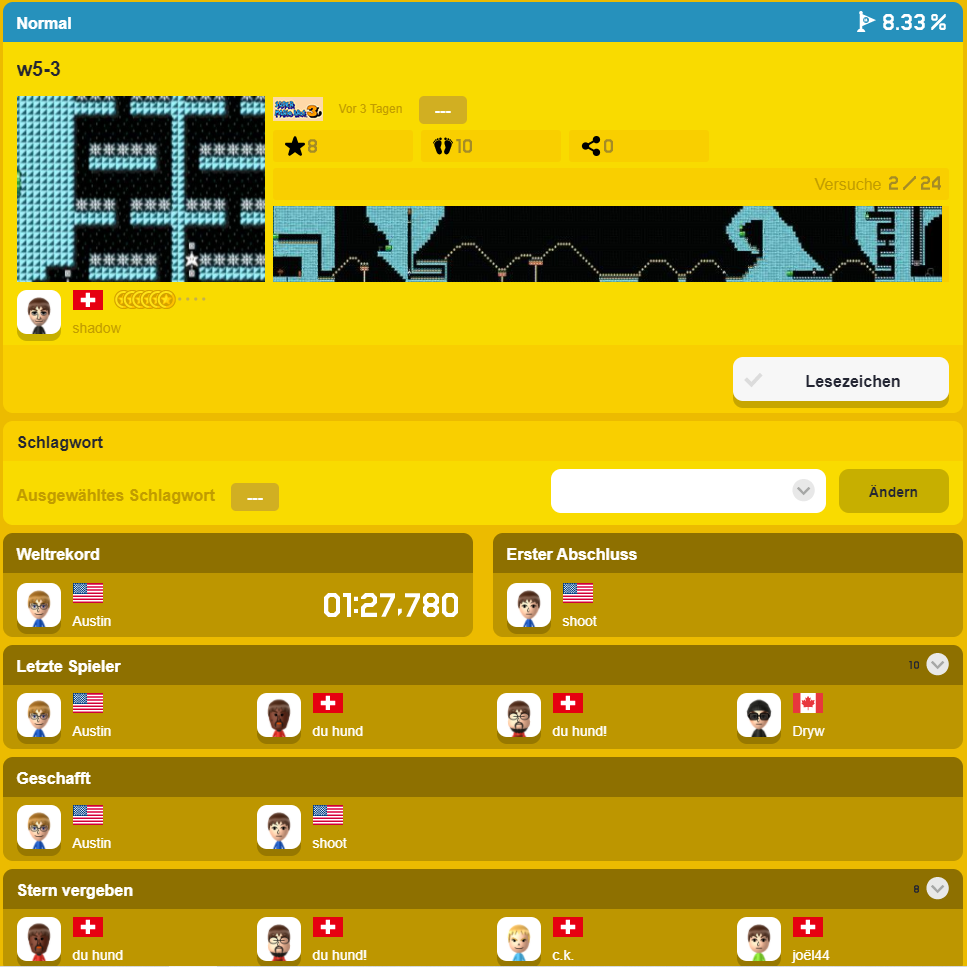 Normal 8.33 %
w5-3
Vor 3 Tagen ---
8 10 0
Versuche 2 / 24
shadow
Lesezeichen
Schlagwort
Ausgewähltes Schlagwort --- Ändern
Weltrekord
Austin 01:27,780
Erster Abschluss
shoot
Letzte Spieler 10
Austin du hund du hund! Dryw
Geschafft
Austin shoot
Stern vergeben 8
du hund du hund! c.k. joël44